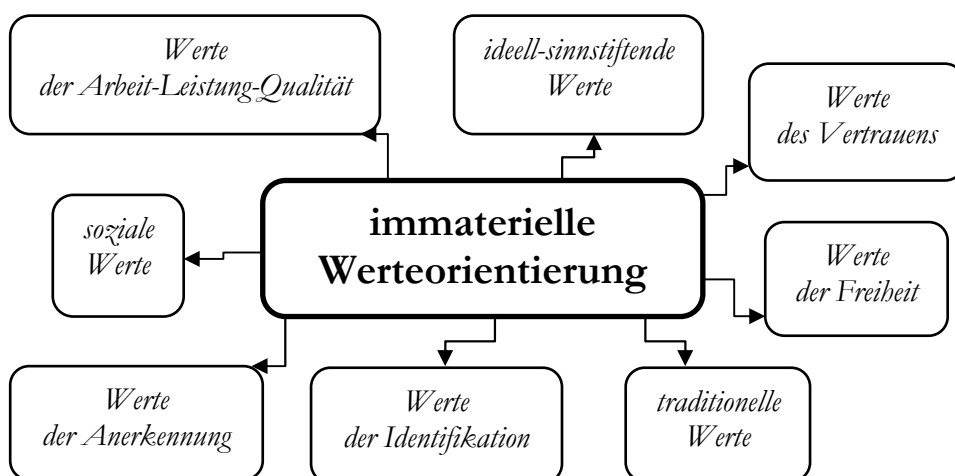 Werte
der Arbeit-Leistung-Qualität
ideell-sinnstiftende
Werte
Werte
des Vertrauens
soziale
Werte
immaterielle
Werteorientierung
Werte
der Freiheit
Werte
der Anerkennung
Werte
der Identifikation
traditionelle
Werte